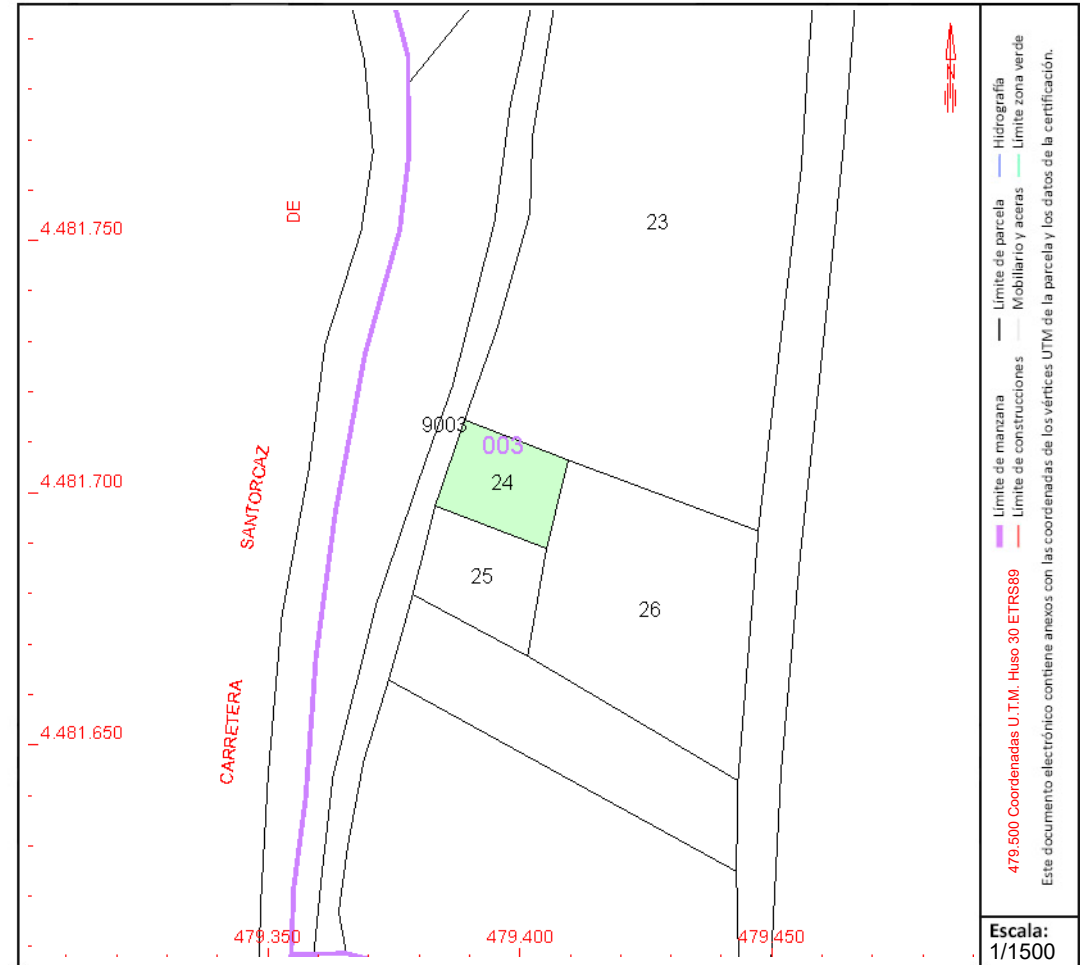 DE
4.481.750
23
9003
003
24
4.481.700
SANTORCAZ
25
26
CARRETERA
4.481.650
479.350
479.400
479.450
N
479.500 Coordenadas U.T.M. Huso 30 ETRS89
Límite de manzana
Límite de parcela
Hidrografía
Límite de construcciones
Mobiliario y aceras
Límite zona verde
Este documento electrónico contiene anexos con las coordenadas de los vértices UTM de la parcela y los datos de la certificación.
Escala:
1/1500